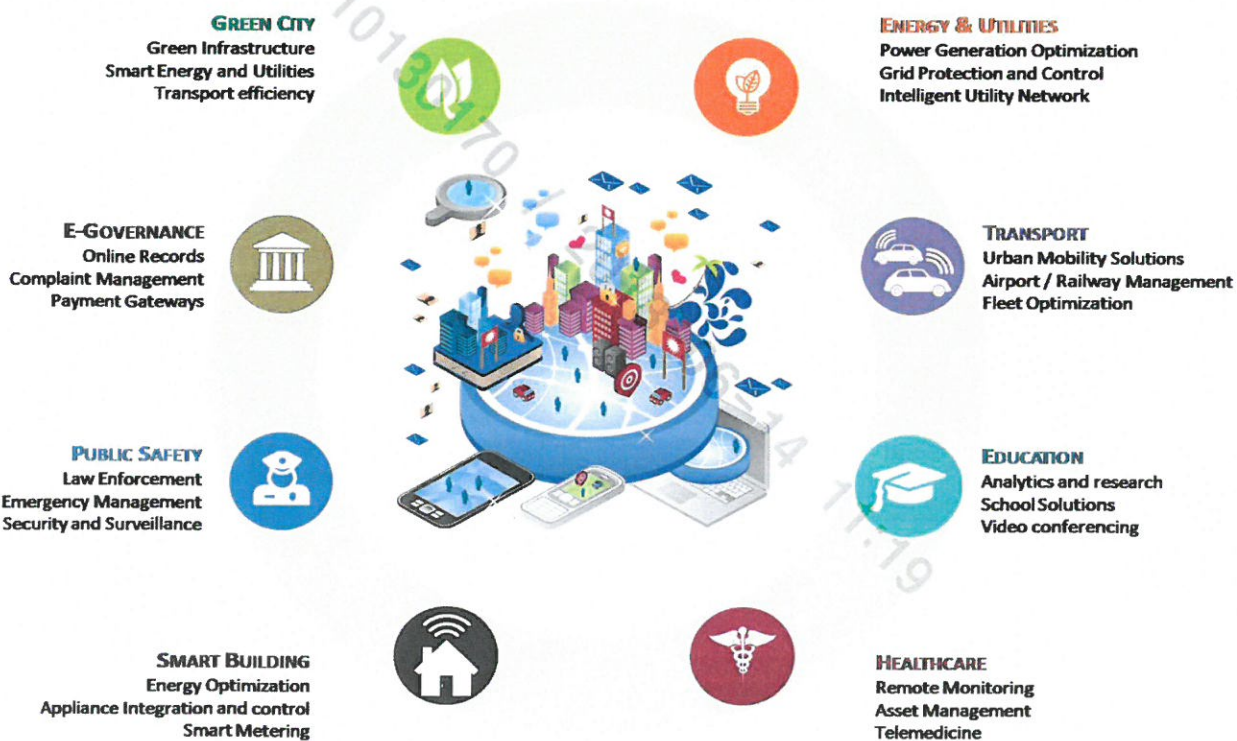 GREEN CITY
Green Infrastructure
Smart Energy and Utilities
Transport efficiency
ENERGY & UTILITIES
Power Generation Optimization
Grid Protection and Control
Intelligent Utility Network
E-GOVERNANCE
Online Records
Complaint Management
Payment Gateways
TRANSPORT
Urban Mobility Solutions
Airport / Railway Management
Fleet Optimization
PUBLIC SAFETY
Law Enforcement
Emergency Management
Security and Surveillance
EDUCATION
Analytics and research
School Solutions
Video conferencing
SMART BUILDING
Energy Optimization
Appliance Integration and control
Smart Metering
HEALTHCARE
Remote Monitoring
Asset Management
Telemedicine